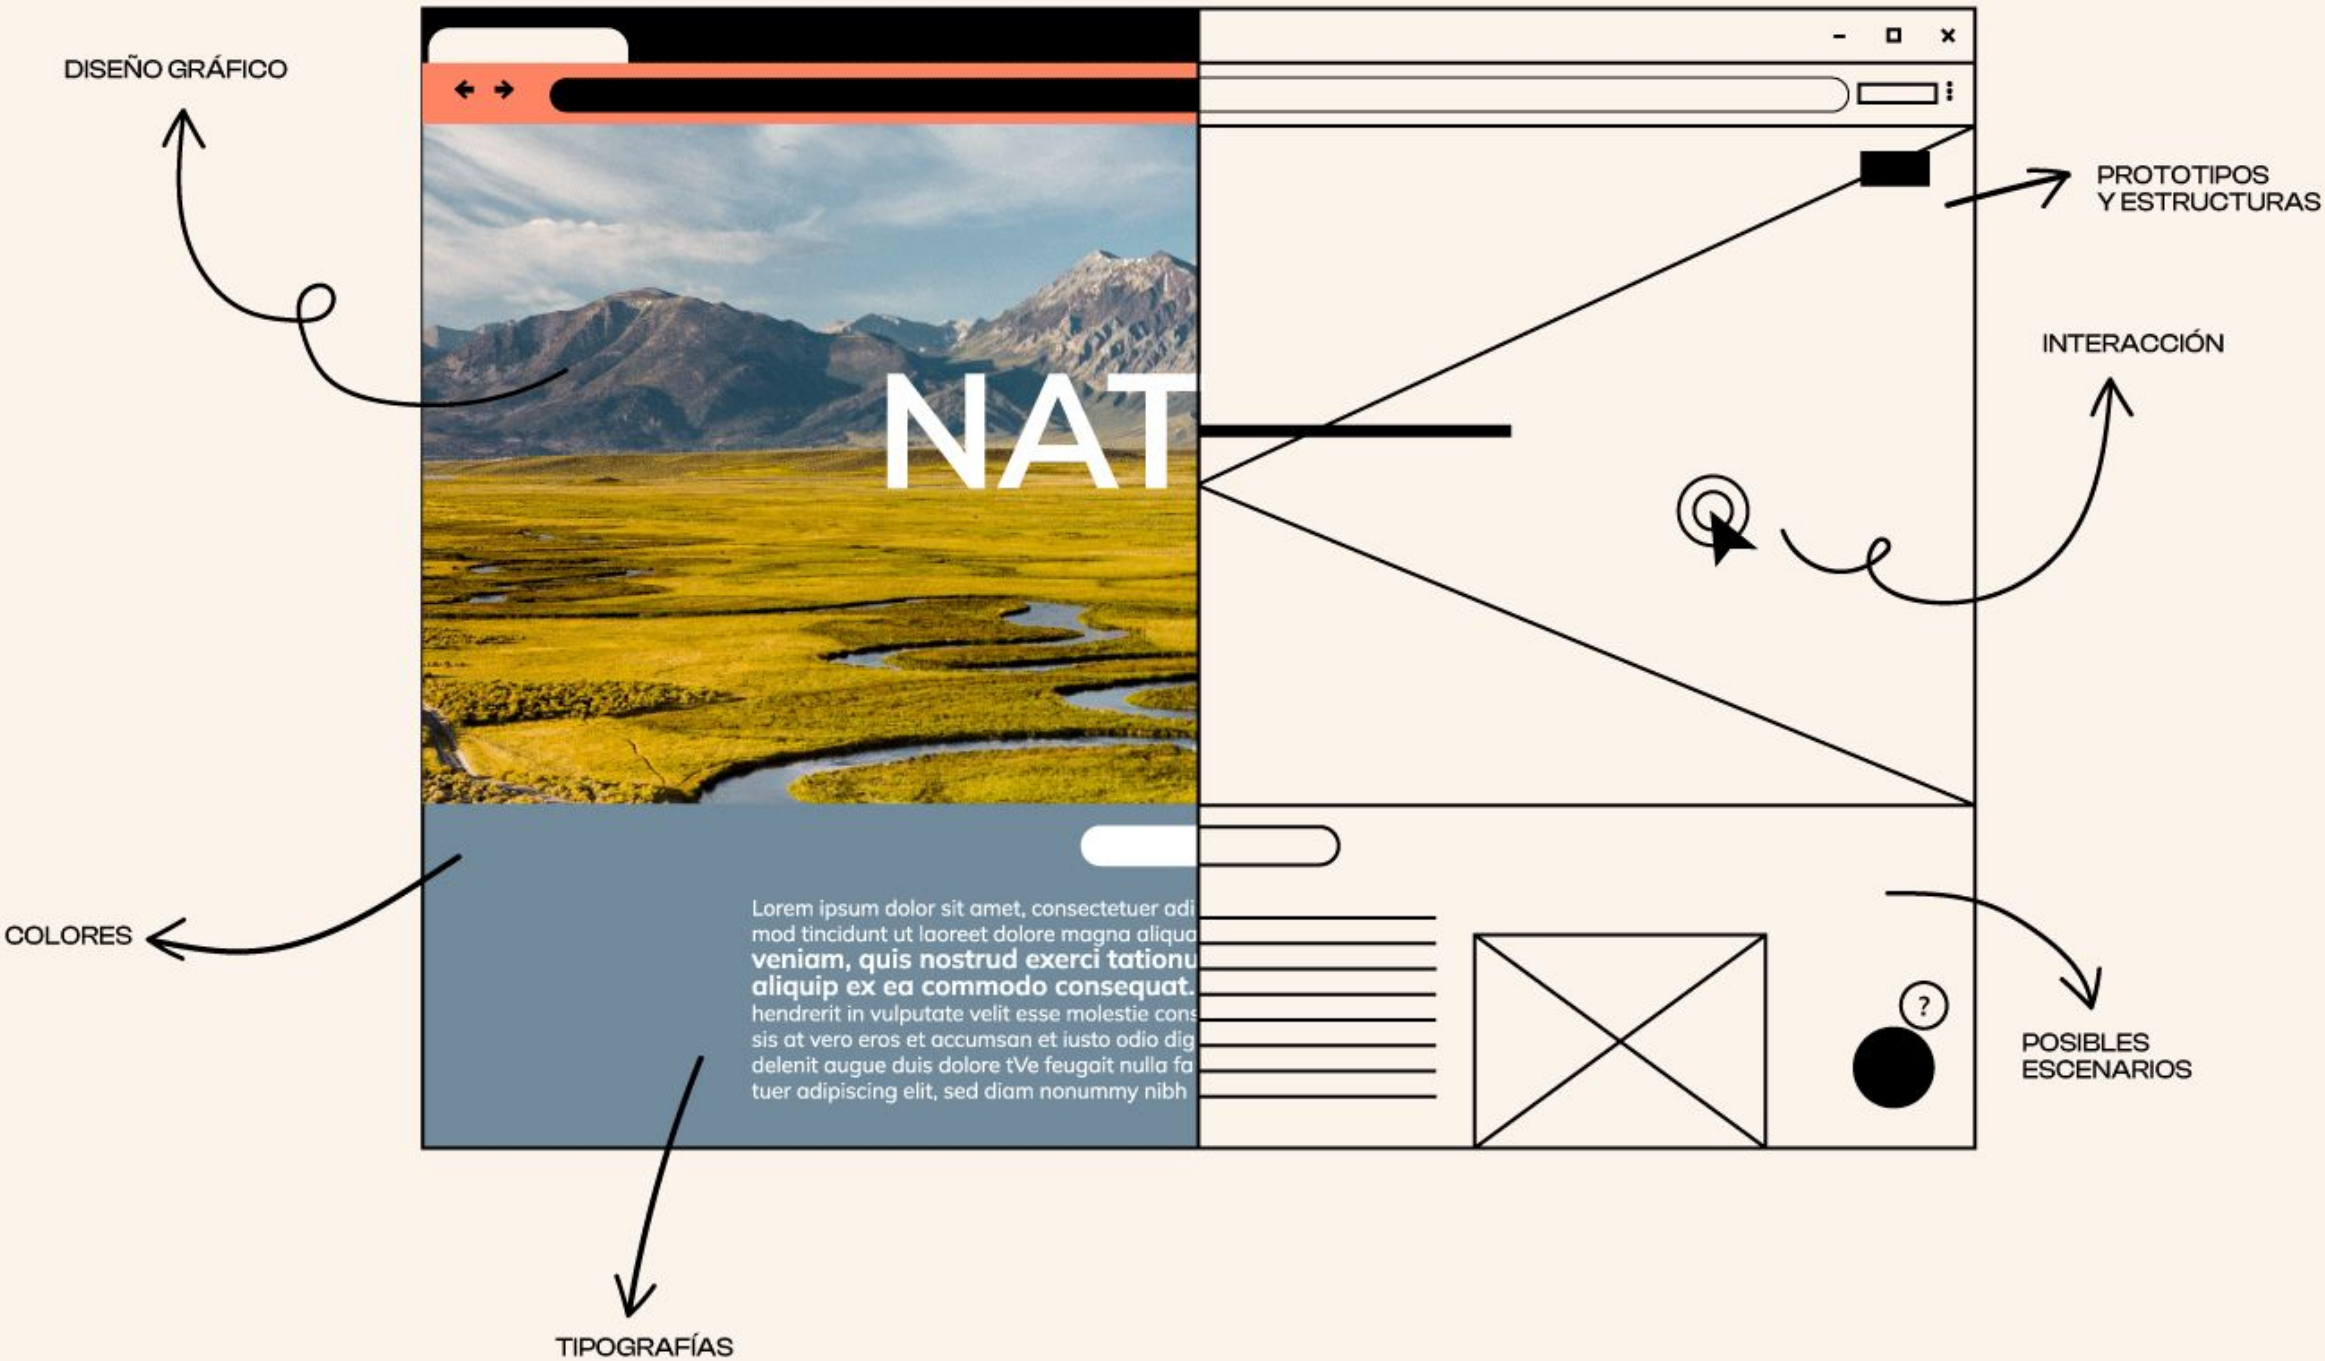 DISEÑO GRÁFICO
PROTOTIPOS
Y ESTRUCTURAS
INTERACCIÓN
NAT
COLORES
Lorem ipsum dolor sit amet, consectetuer adi
mod tincidunt ut laoreet dolore magna aliqua
veniam, quis nostrud exerci tationu
aliquip ex ea commodo consequat.
hendrerit in vulputate velit esse molestie cons
sis at vero eros et accumsan et iusto odio dig
delenit augue duis dolore tVe feugait nulla fa
tuer adipiscing elit, sed diam nonummy nibh
?
POSIBLES
ESCENARIOS
TIPOGRAFÍAS